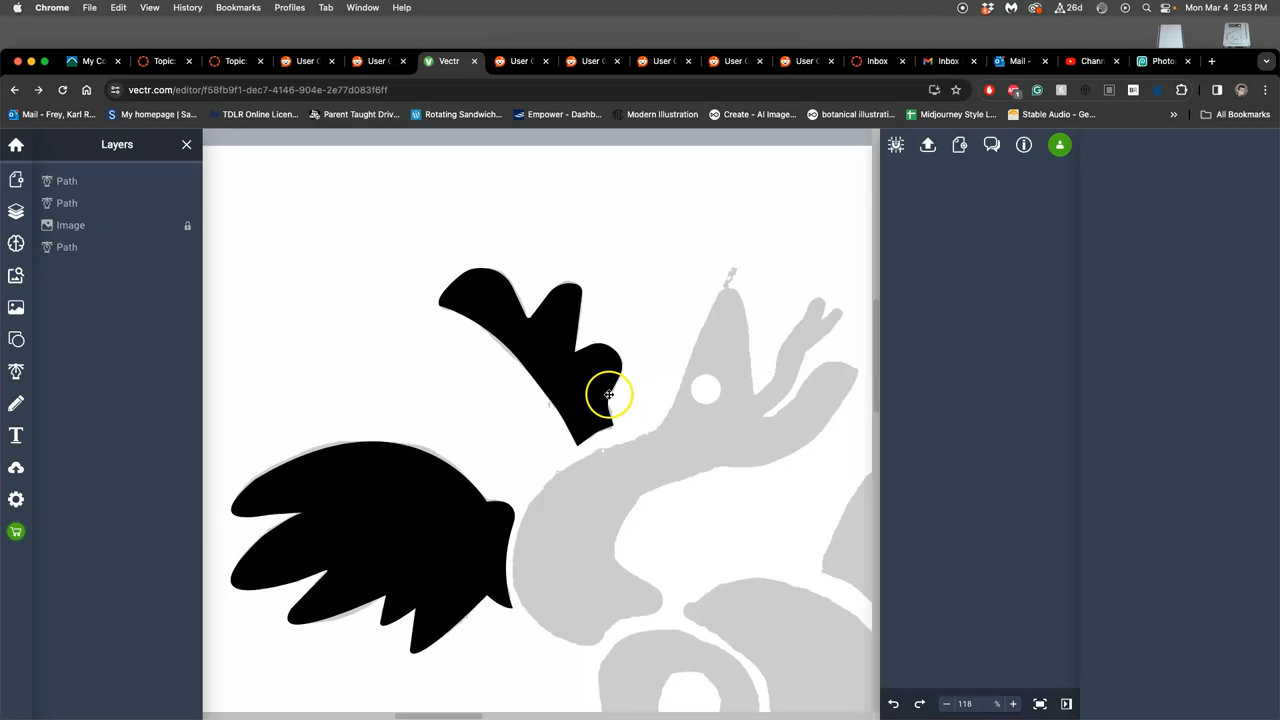 Chrome File Edit View History Bookmarks Profiles Tab Window Help 26d Mon Mar 4 2:53 PM
My Co Topic: Topic: User G User G Vectr User G User G User G User G User G Inbox Inbox Mail - Chann Photo
vectr.com/editor/f58fb9f1-dec7-4146-904e-2e77d083f6ff
Mail - Frey, Karl R... My homepage | Sa... TDLR Online Licen... Parent Taught Driv... Rotating Sandwich... Empower - Dashb... Modern Illustration Create - AI Image... botanical illustrati... Midjourney Style L... Stable Audio - Ge... » All Bookmarks
Layers
Path
Path
Image
Path
118 %